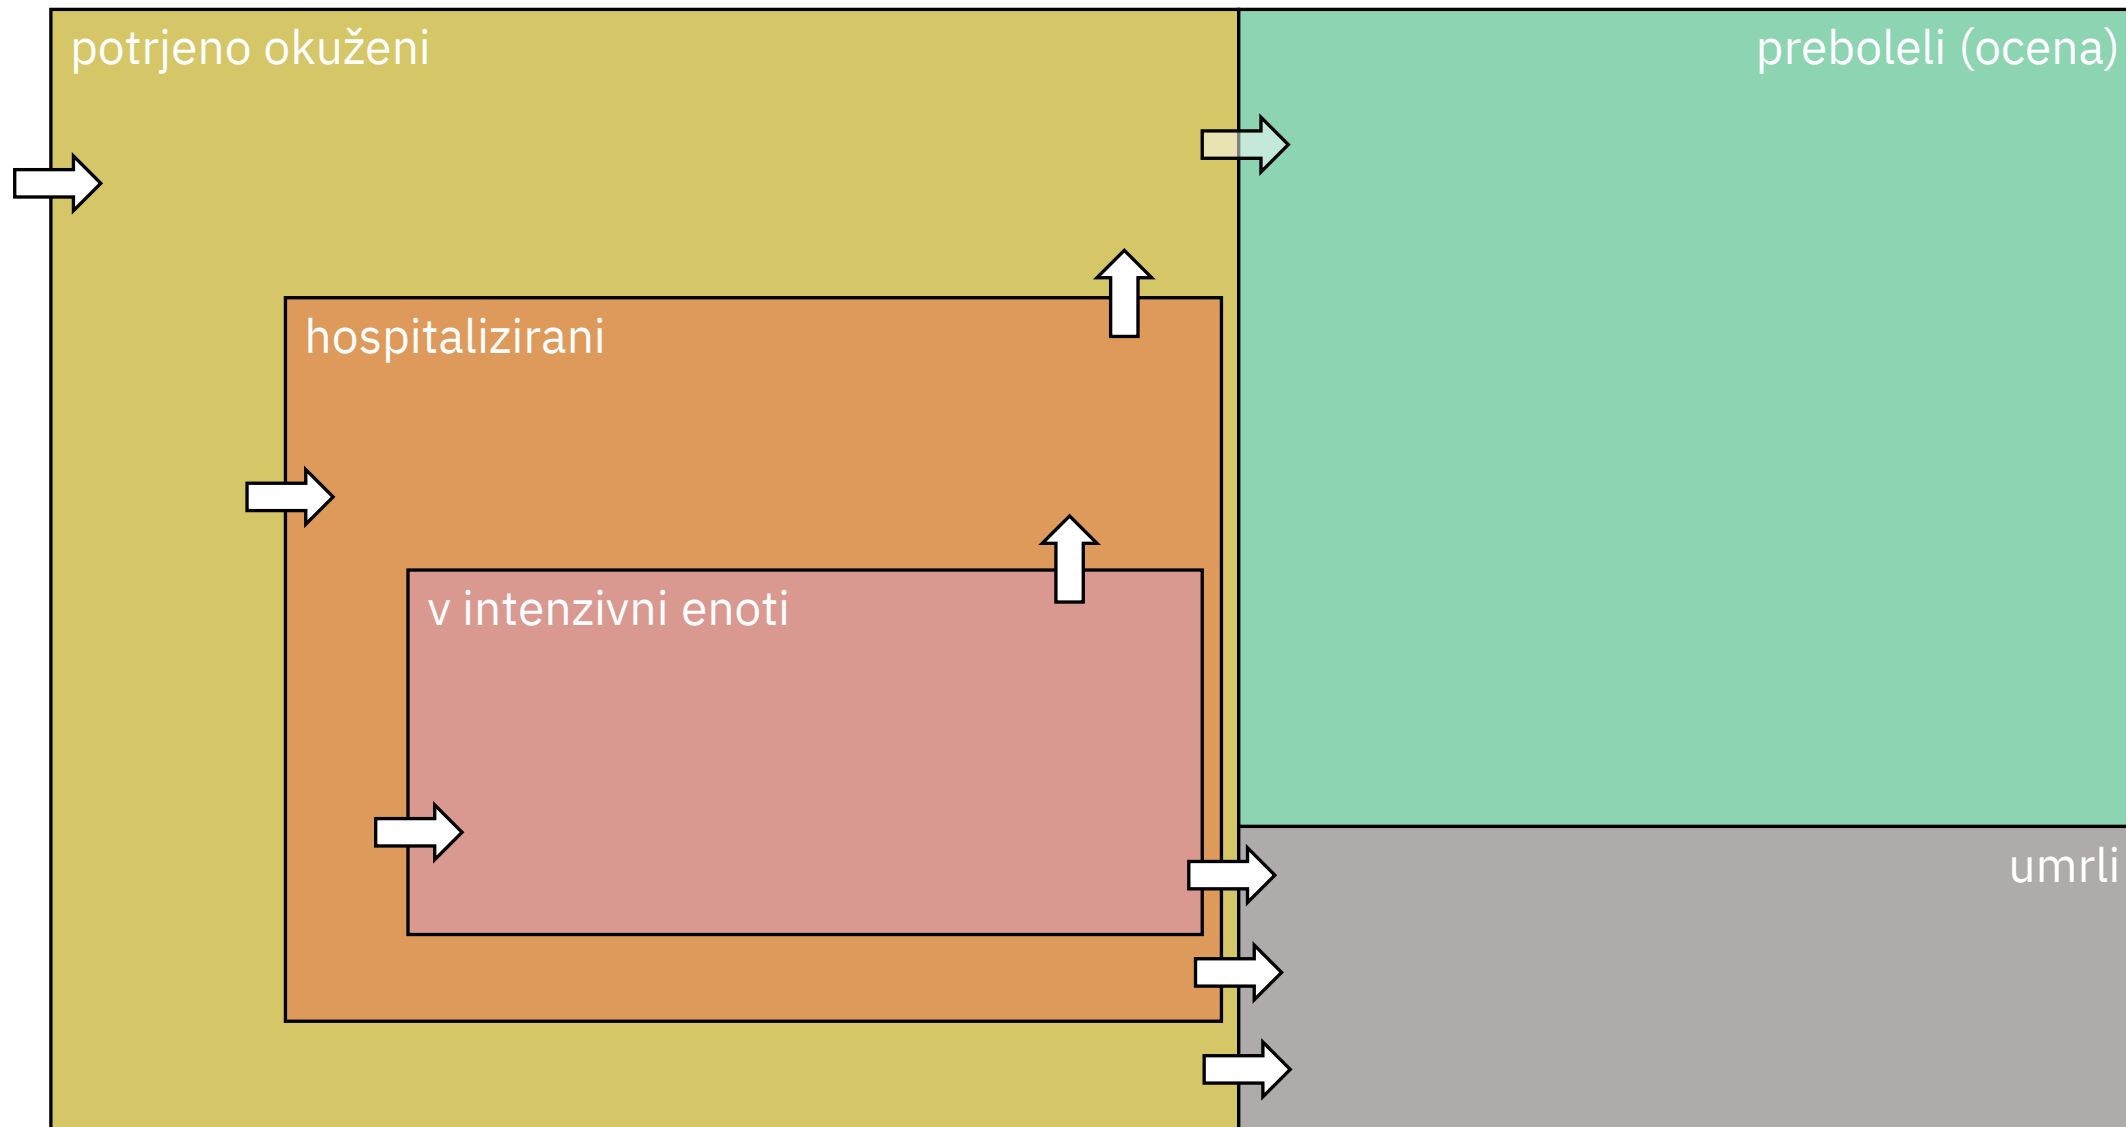 potrjeno okuženi
preboleli (ocena)
hospitalizirani
v intenzivni enoti
umrli